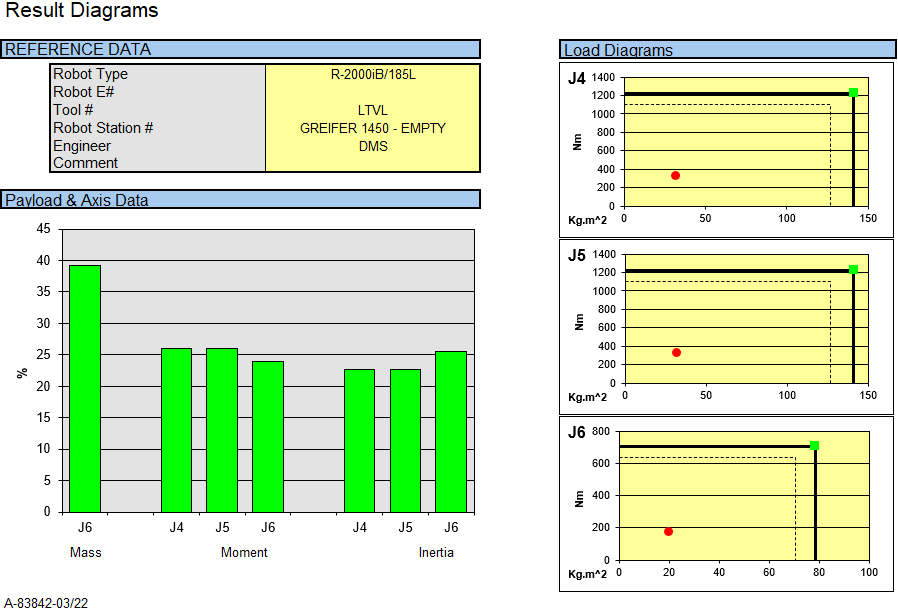 Result Diagrams
REFERENCE DATA
Robot Type R-2000iB/185L
Robot E#
Tool # LTVL
Robot Station # GREIFER 1450 - EMPTY
Engineer DMS
Comment
Payload & Axis Data
45
40
35
30
25
20
15
10
5
0
%
J6 J4 J5 J6 J4 J5 J6
Mass Moment Inertia
Load Diagrams
J4
1400
1200
1000
800
600
400
200
0
Nm
Kg.m^2 0 50 100 150
J5
1400
1200
1000
800
600
400
200
0
Nm
Kg.m^2 0 50 100 150
J6
800
600
400
200
0
Nm
Kg.m^2 0 20 40 60 80 100
A-83842-03/22